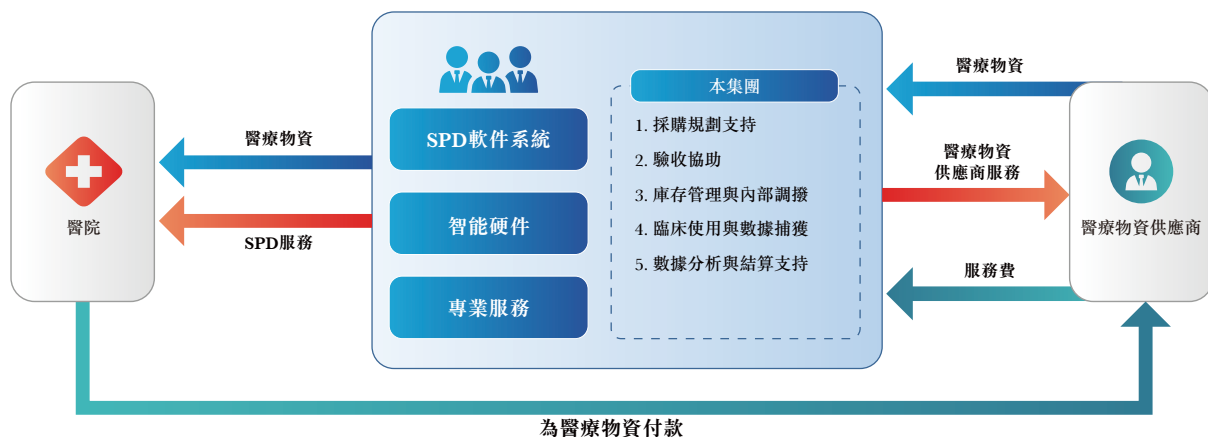 醫院
醫療物資
SPD服務
SPD軟件系統
智能硬件
專業服務
本集團
1. 採購規劃支持
2. 驗收協助
3. 庫存管理與內部調撥
4. 臨床使用與數據捕獲
5. 數據分析與結算支持
醫療物資
醫療物資
供應商服務
服務費
醫療物資供應商
為醫療物資付款